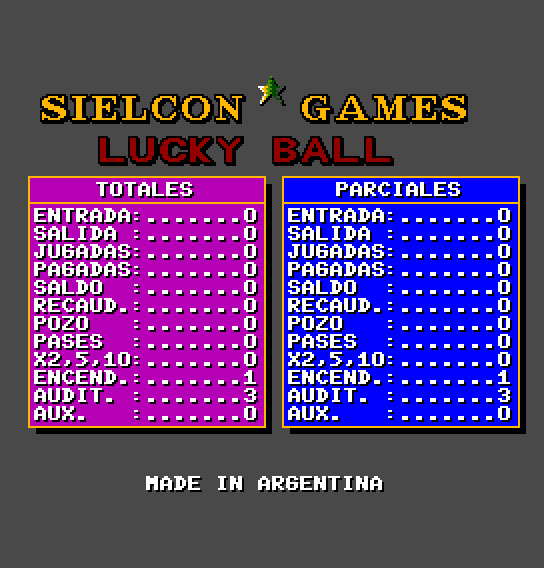 SIELCON GAMES
LUCKY BALL
TOTALES
ENTRADA:.......0
SALIDA :.......0
JUGADAS:.......0
PAGADAS:.......0
SALDO :.......0
RECAUD.:.......0
POZO :.......0
PASES :.......0
X2,5,10:.......0
ENCEND.:.......1
AUDIT. :.......3
AUX. :.......0
PARCIALES
ENTRADA:.......0
SALIDA :.......0
JUGADAS:.......0
PAGADAS:.......0
SALDO :.......0
RECAUD.:.......0
POZO :.......0
PASES :.......0
X2,5,10:.......0
ENCEND.:.......1
AUDIT. :.......3
AUX. :.......0
MADE IN ARGENTINA